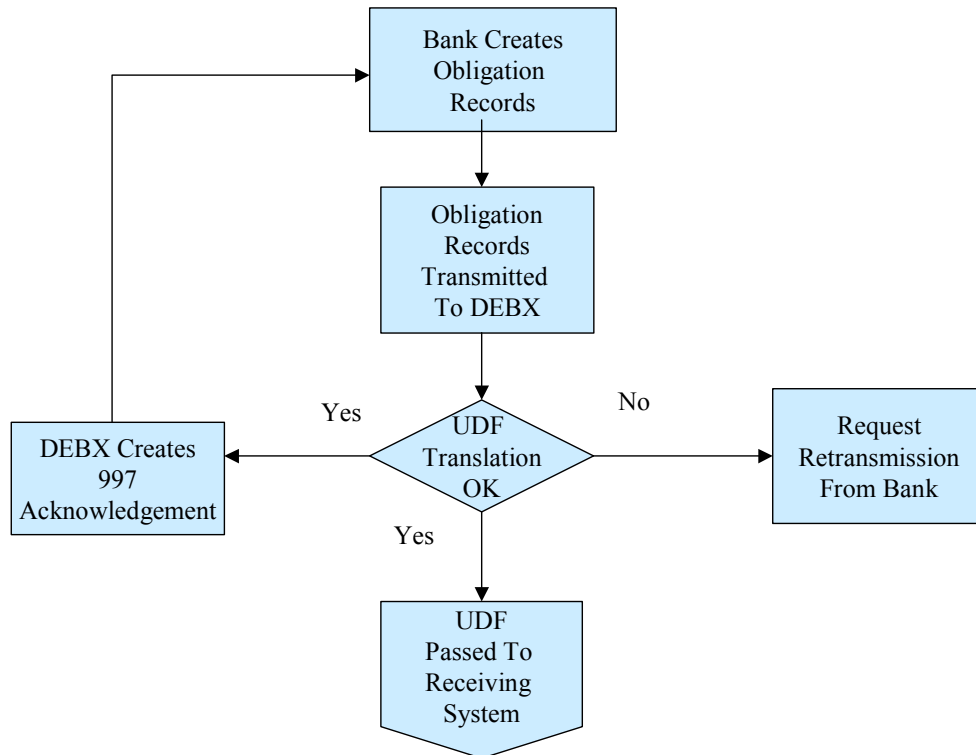 Bank Creates
Obligation
Records
Obligation
Records
Transmitted
To DEBX
Yes
No
DEBX Creates
997
Acknowledgement
UDF
Translation
OK
Request
Retransmission
From Bank
Yes
UDF
Passed To
Receiving
System